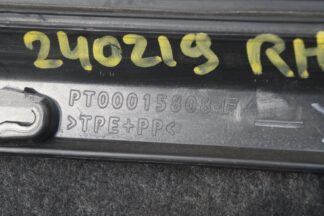 240219 RH
PT00015808-F
>TPE+PP<